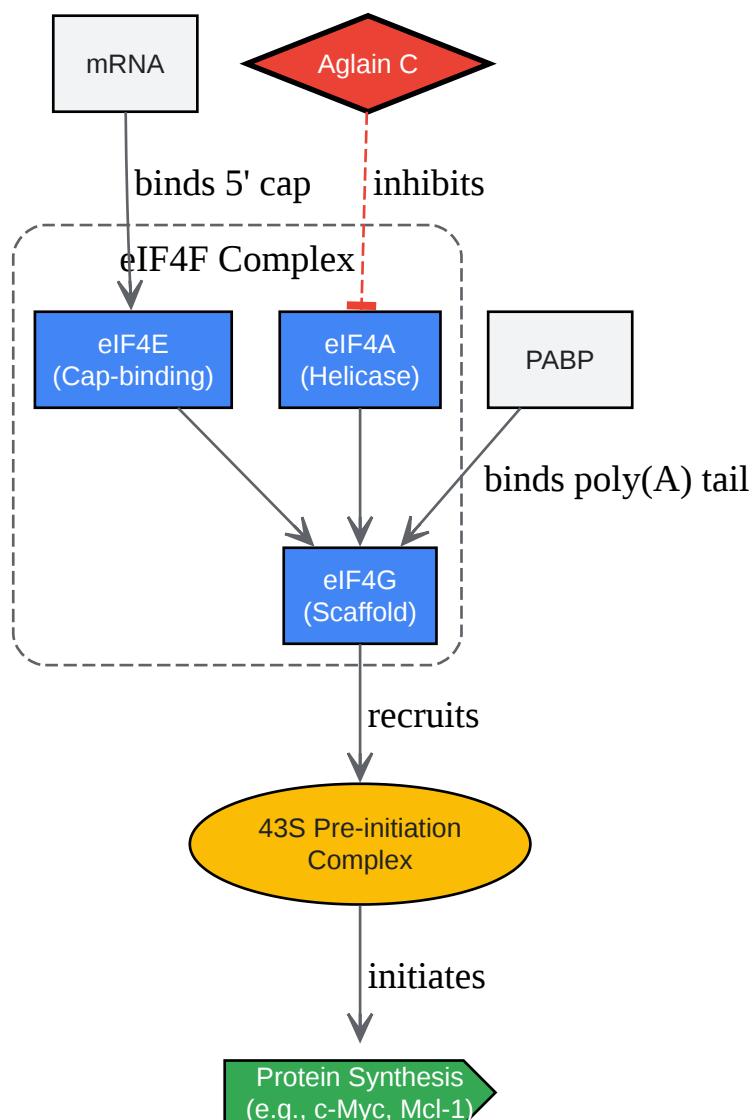 mRNA
Aglain C
binds 5' cap
inhibits
eIF4F Complex
eIF4E
(Cap-binding)
eIF4A
(Helicase)
PABP
binds poly(A) tail
eIF4G
(Scaffold)
recruits
43S Pre-initiation
Complex
initiates
Protein Synthesis
(e.g., c-Myc, Mcl-1)